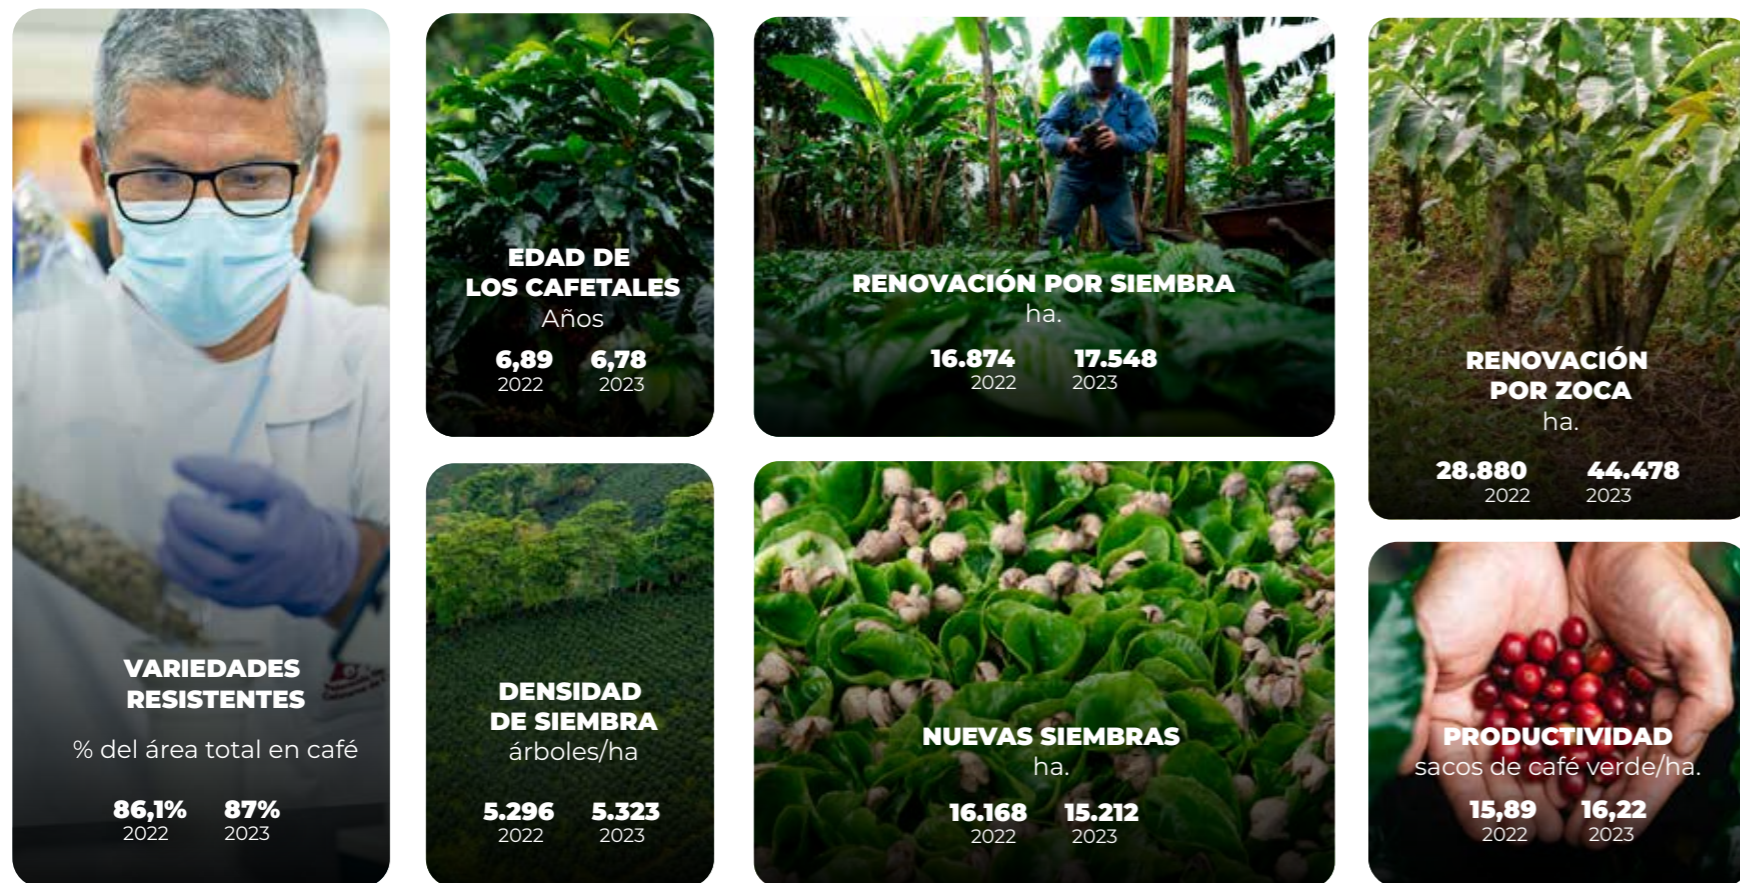 VARIEDADES
RESISTENTES
% del área total en café
86,1% 87%
2022 2023
EDAD DE
LOS CAFETALES
Años
6,89 6,78
2022 2023
DENSIDAD
DE SIEMBRA
árboles/ha
5.296 5.323
2022 2023
RENOVACIÓN POR SIEMBRA
ha.
16.874 17.548
2022 2023
NUEVAS SIEMBRAS
ha.
16.168 15.212
2022 2023
RENOVACIÓN
POR ZOCA
ha.
28.880 44.478
2022 2023
PRODUCTIVIDAD
sacos de café verde/ha.
15,89 16,22
2022 2023